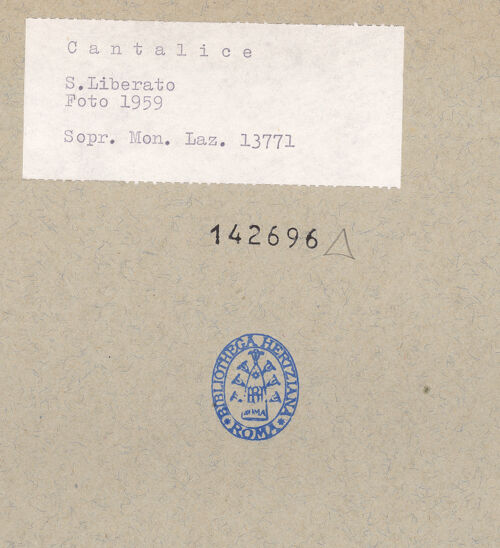 Cantalice
S.Liberato
Foto 1959
Sopr. Mon. Laz. 13771
142696
BIBLIOTHECA HERTZIANA
ROMA